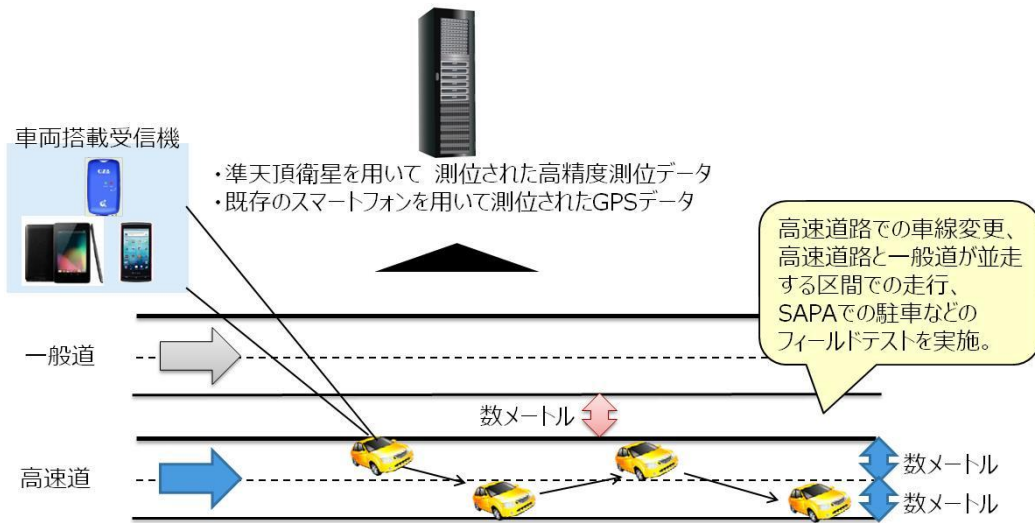 車両搭載受信機
・準天頂衛星を用いて 測位された高精度測位データ
・既存のスマートフォンを用いて測位されたGPSデータ
高速道路での車線変更、
高速道路と一般道が並走
する区間での走行、
SAPAでの駐車などの
フィールドテストを実施。
一般道
数メートル
高速道
数メートル
数メートル